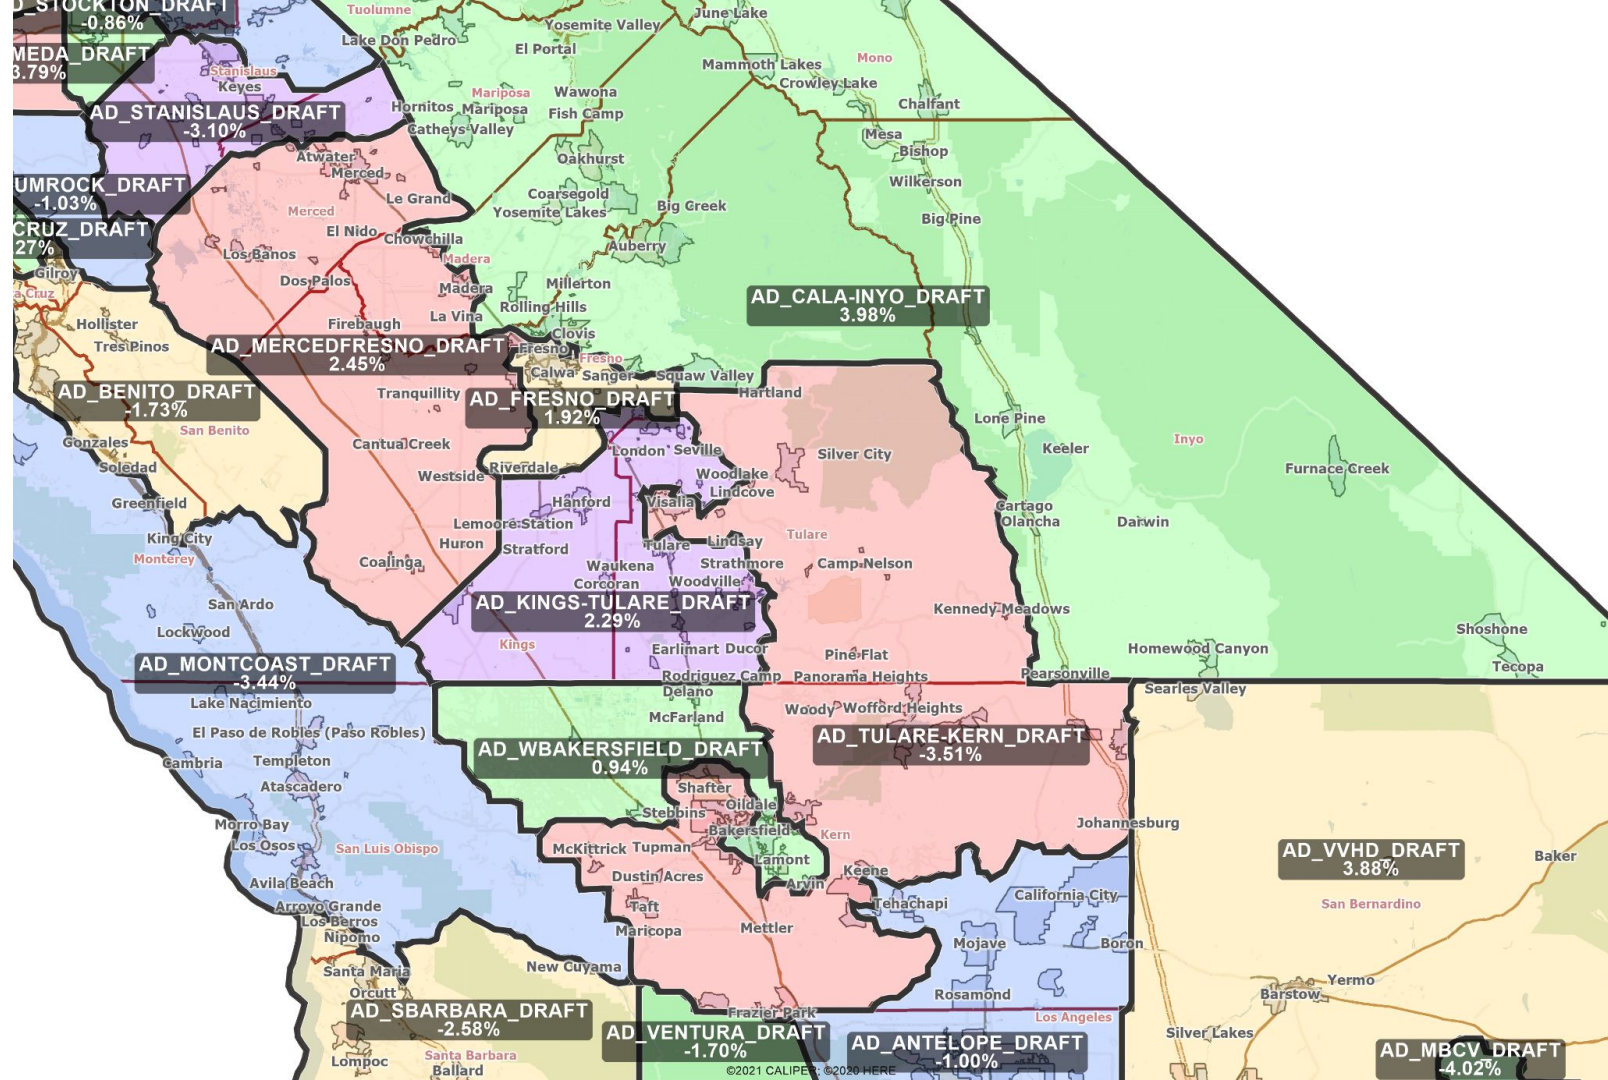 D_STOCKTON_DRAFT
-0.86%
Tuolumne
June Lake
Yosemite Valley
Lake Don Pedro
El Portal
MEDA_DRAFT
3.79%
Stanislaus
Keyes
Mammoth Lakes
Mono
Crowley Lake
Mariposa
Wawona
Hornitos
Mariposa
Fish Camp
Chalfant
AD_STANISLAUS_DRAFT
-3.10%
Catheys Valley
Mesa
Bishop
Atwater
Merced
Oakhurst
Wilkerson
UMROCK_DRAFT
-1.03%
Le Grand
Coarsegold
Yosemite Lakes
Big Creek
Big Pine
Merced
CRUZ_DRAFT
27%
El Nido
Chowchilla
Auberry
Los Banos
Madera
Gilroy
Dos Palos
Madera
Millerton
a Cruz
Rolling Hills
AD_CALA-INYO_DRAFT
3.98%
Hollister
Firebaugh
La Vina
Clovis
Tres Pinos
AD_MERCEDFRESNO_DRAFT
2.45%
Fresno
Fresno
Calwa
Sanger
Squaw Valley
AD_BENITO_DRAFT
-1.73%
Tranquillity
AD_FRESNO_DRAFT
1.92%
Hartland
San Benito
Lone Pine
Gonzales
Cantua Creek
London
Seville
Silver City
Keeler
Inyo
Soledad
Riverdale
Westside
Woodlake
Furnace Creek
Greenfield
Hanford
Visalia
Lindcove
Cartago
Olancha
Darwin
King City
Lemoore Station
Huron
Stratford
Tulare
Lindsay
Tulare
Monterey
Coalinga
Waukena
Strathmore
Camp Nelson
Corcoran
Woodville
San Ardo
AD_KINGS-TULARE_DRAFT
2.29%
Kennedy Meadows
Lockwood
Kings
Earlimart
Ducor
Pine Flat
Homewood Canyon
Shoshone
Tecopa
AD_MONTCOAST_DRAFT
-3.44%
Rodriguez Camp
Panorama Heights
Pearsonville
Delano
Searles Valley
Lake Nacimiento
McFarland
Woody
Wofford Heights
El Paso de Robles (Paso Robles)
AD_WBAKERSFIELD_DRAFT
0.94%
AD_TULARE-KERN_DRAFT
-3.51%
Cambria
Templeton
Atascadero
Shafter
Oildale
Stebbins
Morro Bay
Bakersfield
Kern
Johannesburg
Los Osos
San Luis Obispo
McKittrick
Tupman
Lamont
AD_VVHD_DRAFT
3.88%
Baker
Avila Beach
Dustin Acres
Arvin
Keene
California City
San Bernardino
Arroyo Grande
Los Berros
Taft
Tehachapi
Nipomo
Maricopa
Mettler
Mojave
Boron
Santa Maria
New Cuyama
Yermo
Orcutt
Rosamond
Barstow
AD_SBARBARA_DRAFT
-2.58%
Frazier Park
Los Angeles
AD_VENTURA_DRAFT
-1.70%
AD_ANTELOPE_DRAFT
-1.00%
Silver Lakes
Lompoc
Santa Barbara
Ballard
AD_MBCV_DRAFT
-4.02%
©2021 CALIPER; ©2020 HERE